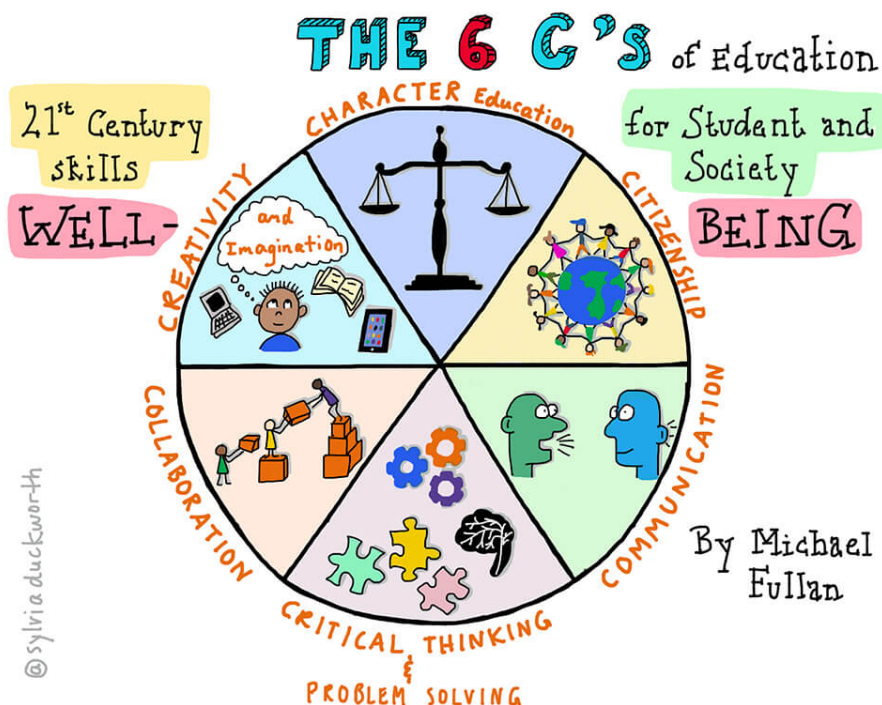 THE 6 C'S of Education
21st Century
skills
WELL-
for Student and
Society
BEING
CHARACTER Education
CITIZENSHIP
COMMUNICATION
CRITICAL THINKING
&
PROBLEM SOLVING
COLLABORATION
CREATIVITY
and
Imagination
By Michael
Fullan
@sylviaduckworth